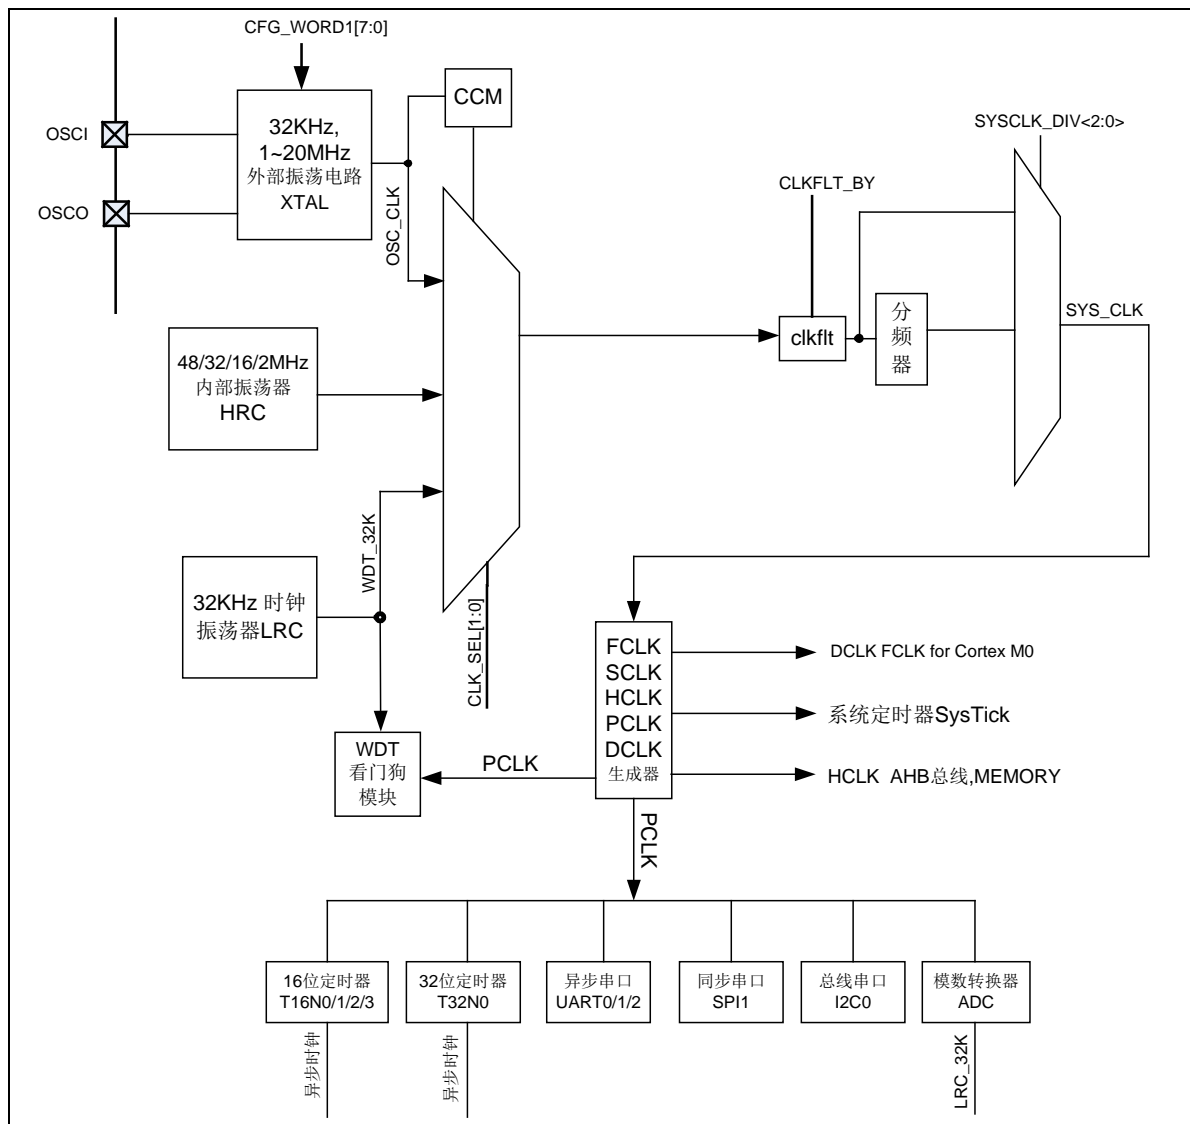 CFG_WORD1[7:0]
OSCI
OSCO
32KHz,
1~20MHz
外部振荡电路
XTAL
CCM
OSC_CLK
SYSCLK_DIV<2:0>
CLKFLT_BY
clkflt
分
频
器
SYS_CLK
48/32/16/2MHz
内部振荡器
HRC
WDT_32K
32KHz 时钟
振荡器LRC
CLK_SEL[1:0]
FCLK
SCLK
HCLK
PCLK
DCLK
生成器
DCLK FCLK for Cortex M0
系统定时器SysTick
HCLK AHB总线,MEMORY
WDT
看门狗
模块
PCLK
PCLK
16位定时器
T16N0/1/2/3
32位定时器
T32N0
异步串口
UART0/1/2
同步串口
SPI1
总线串口
I2C0
模数转换器
ADC
异步时钟
异步时钟
LRC_32K